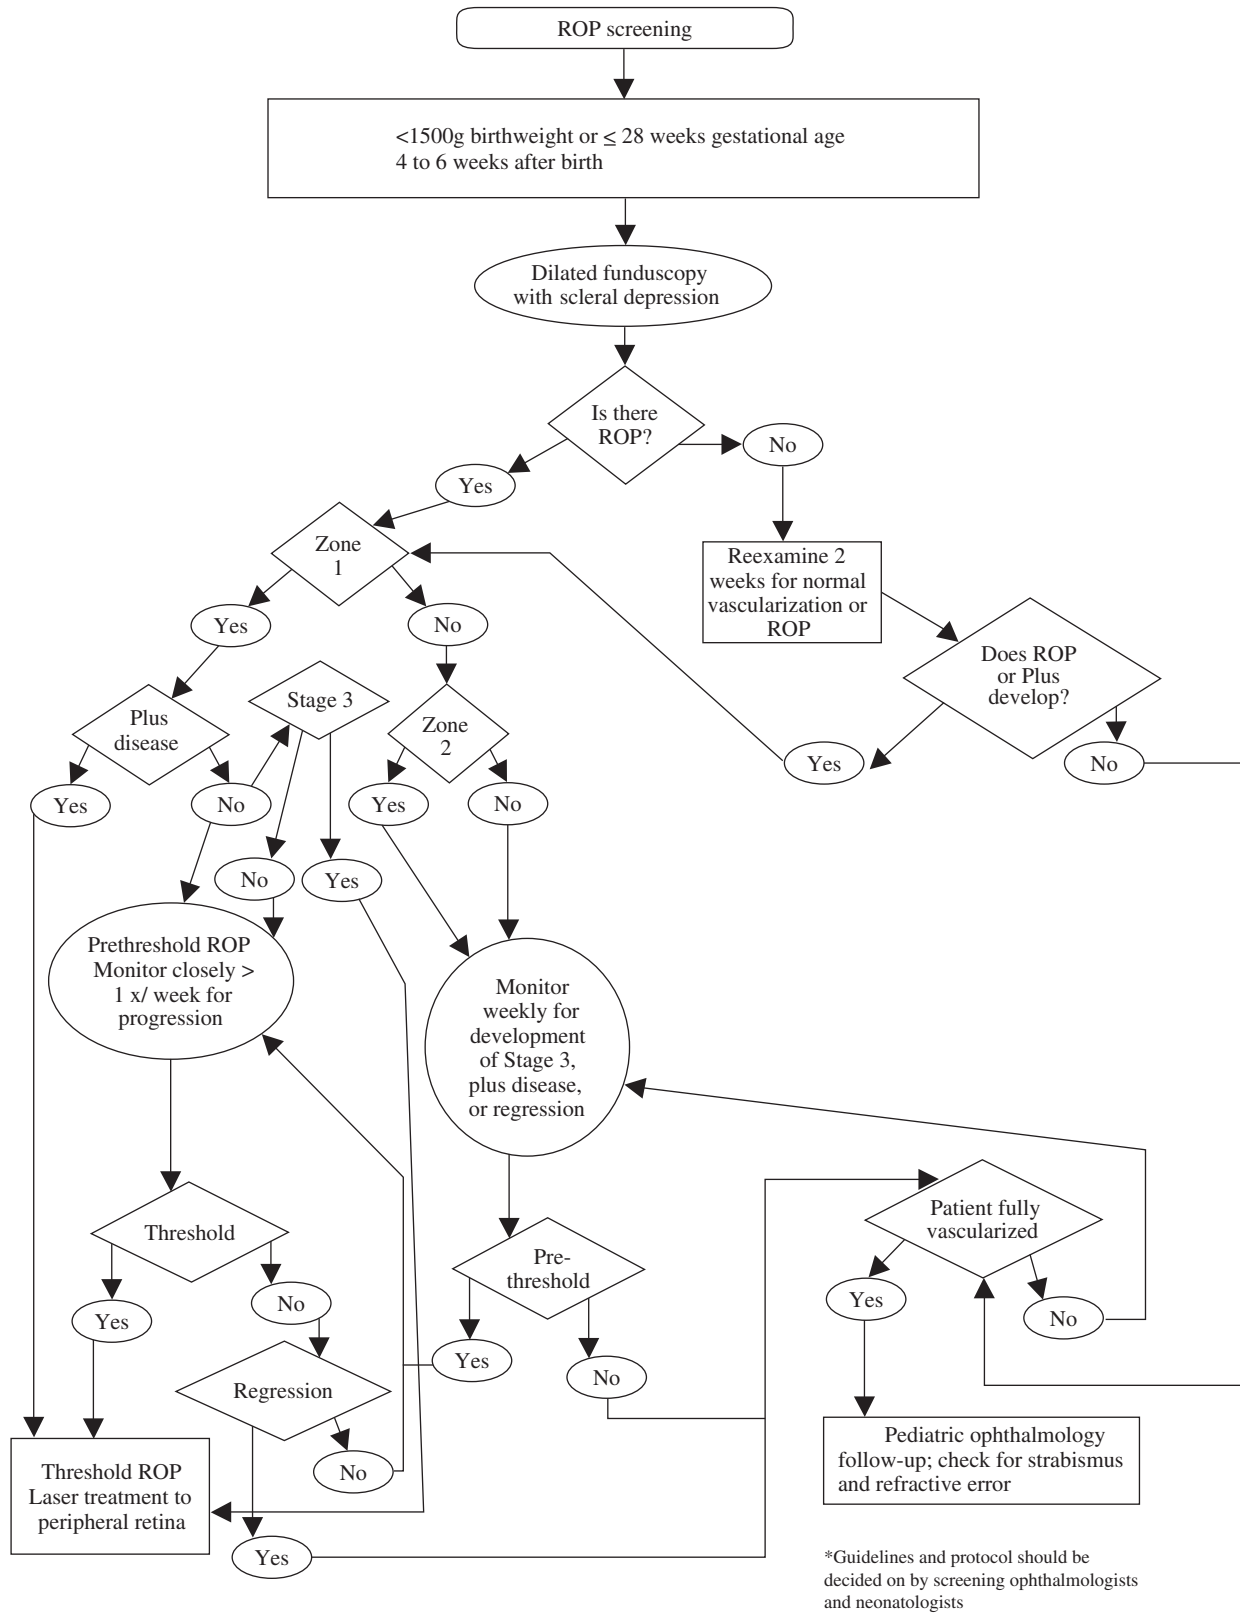 ROP screening
<1500g birthweight or ≤ 28 weeks gestational age
4 to 6 weeks after birth
Dilated funduscopy
with scleral depression
Is there
ROP?
No
Yes
Zone
1
Reexamine 2
weeks for normal
vascularization or
ROP
Yes
No
Does ROP
or Plus
develop?
Stage 3
Plus
disease
Zone
2
Yes
No
Yes
No
Yes
No
No
Yes
Prethreshold ROP
Monitor closely >
1 x/ week for
progression
Monitor
weekly for
development
of Stage 3,
plus disease,
or regression
Patient fully
vascularized
Threshold
Pre-
threshold
Yes
No
No
Yes
Yes
No
Regression
No
Pediatric ophthalmology
follow-up; check for strabismus
and refractive error
Threshold ROP
Laser treatment to
peripheral retina
Yes
*Guidelines and protocol should be
decided on by screening ophthalmologists
and neonatologists